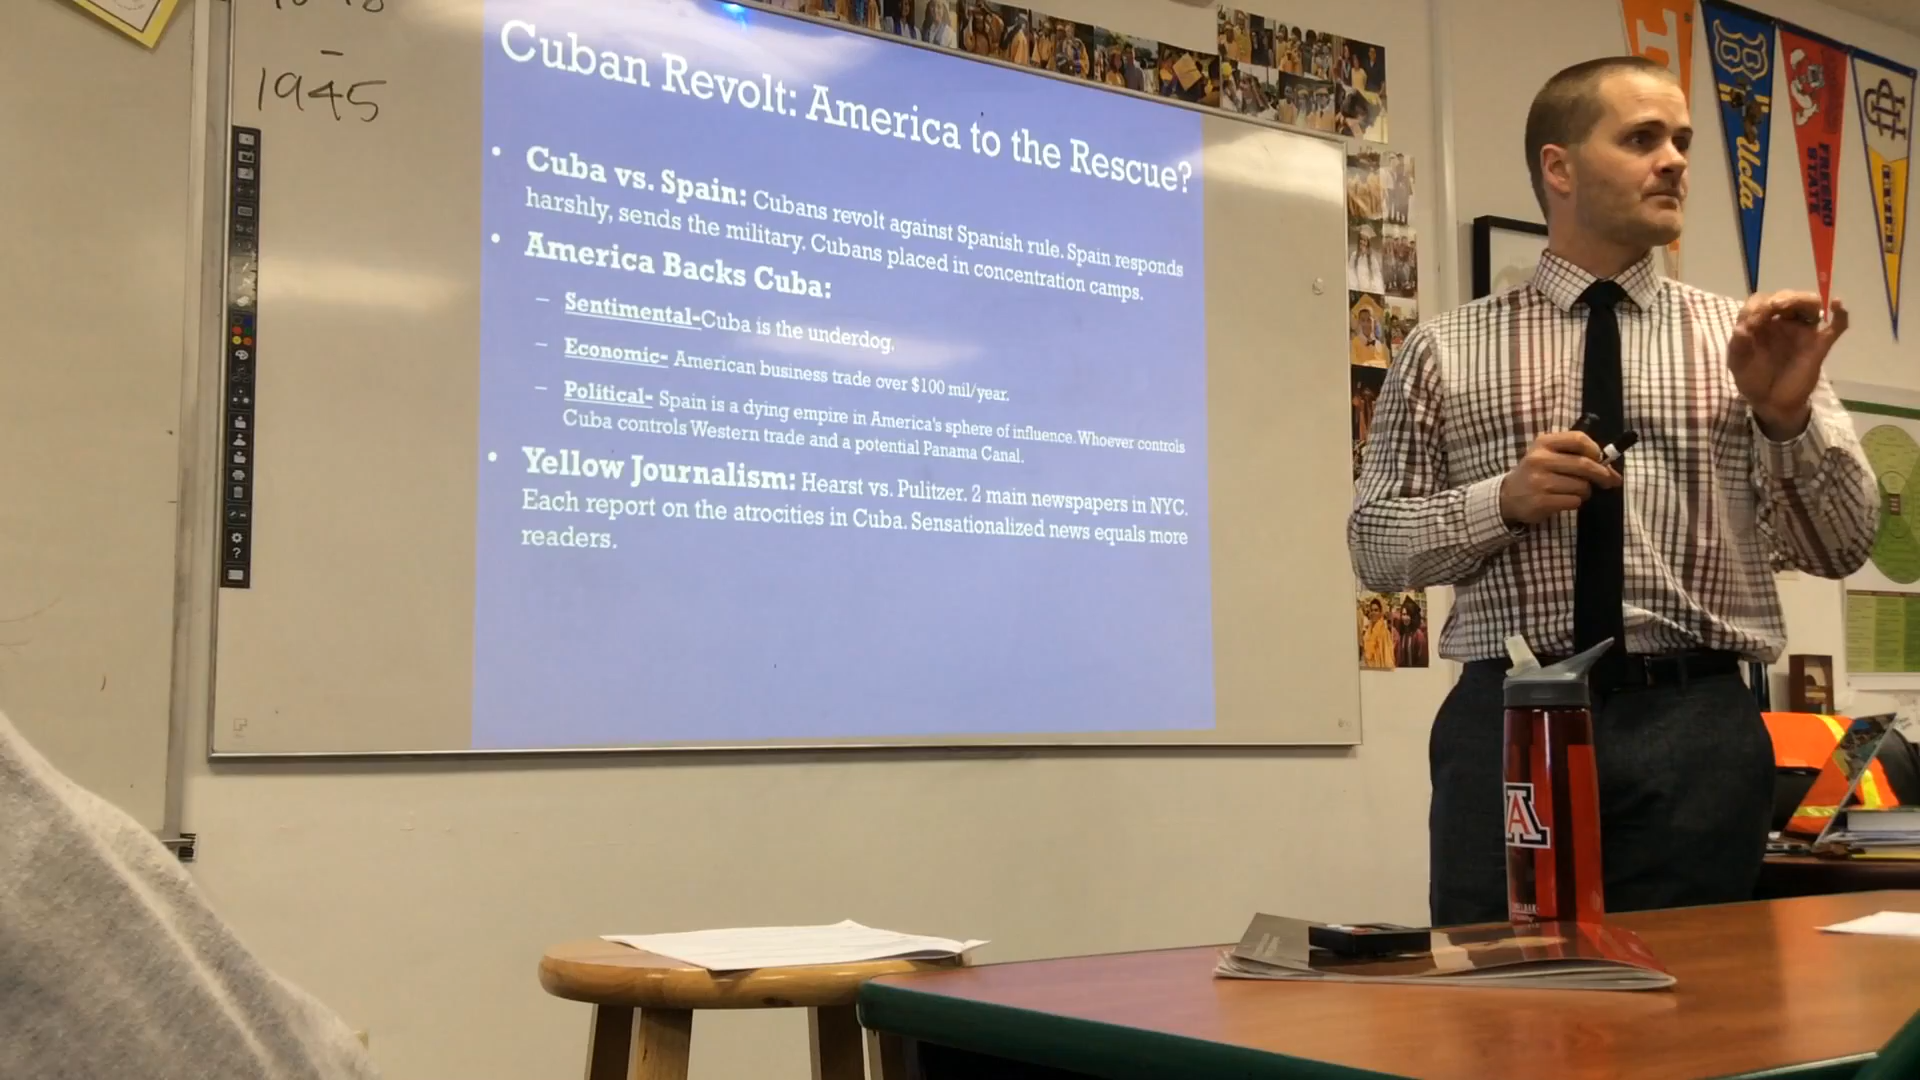 1945
Cuban Revolt: America to the Rescue?
• Cuba vs. Spain: Cubans revolt against Spanish rule. Spain responds
harshly, sends the military. Cubans placed in concentration camps.
• America Backs Cuba:
– Sentimental-Cuba is the underdog.
– Economic- American business trade over $100 mil/year.
– Political- Spain is a dying empire in America's sphere of influence. Whoever controls
Cuba controls Western trade and a potential Panama Canal.
• Yellow Journalism: Hearst vs. Pulitzer. 2 main newspapers in NYC.
Each report on the atrocities in Cuba. Sensationalized news equals more
readers.
B
Ucla
FRESNO
STATE
IRVINE
A